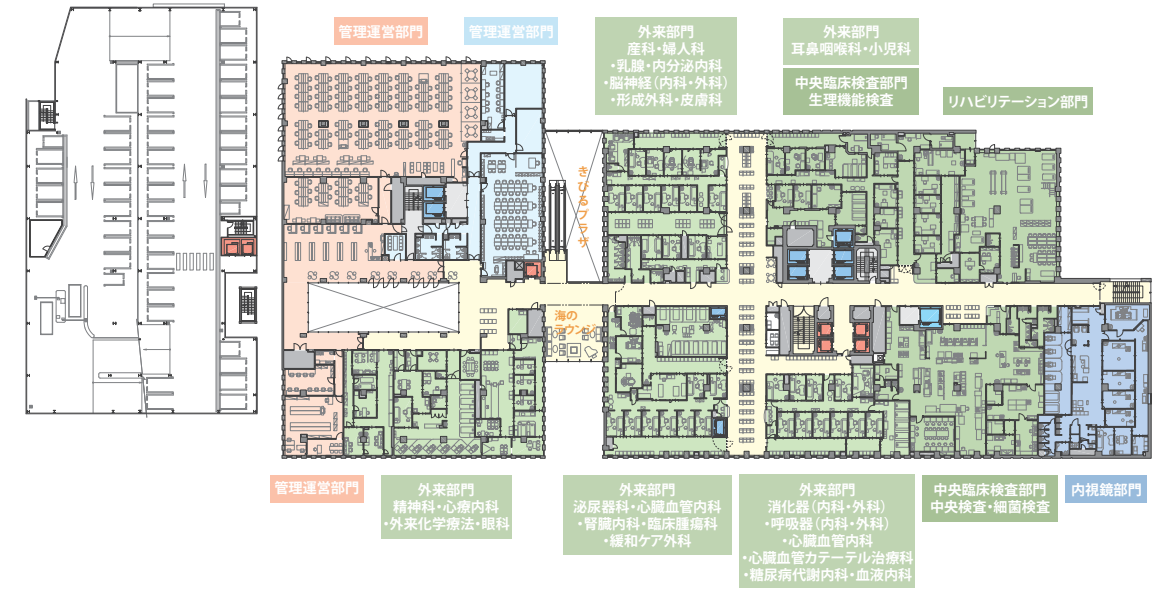 管理運営部門
管理運営部門
外来部門
産科・婦人科
・乳腺・内分泌内科
・脳神経（内科・外科）
・形成外科・皮膚科
外来部門
耳鼻咽喉科・小児科
中央臨床検査部門
生理機能検査
リハビリテーション部門
きびるプラザ
海の
ラウンジ
管理運営部門
外来部門
精神科・心療内科
・外来化学療法・眼科
外来部門
泌尿器科・心臓血管内科
・腎臓内科・臨床腫瘍科
・緩和ケア外科
外来部門
消化器（内科・外科）
・呼吸器（内科・外科）
・心臓血管内科
・心臓血管カテーテル治療科
・糖尿病代謝内科・血液内科
中央臨床検査部門
中央検査・細菌検査
内視鏡部門